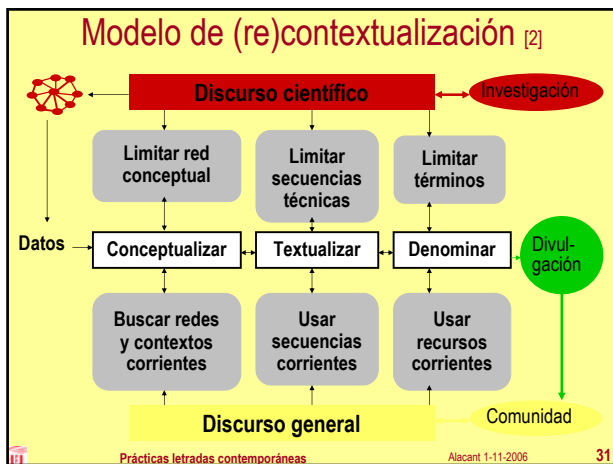 Modelo de (re)contextualización [2]
Discurso científico
Investigación
Limitar red
conceptual
Limitar
secuencias
técnicas
Limitar
términos
Datos
Conceptualizar
Textualizar
Denominar
Divul-
gación
Buscar redes
y contextos
corrientes
Usar
secuencias
corrientes
Usar
recursos
corrientes
Discurso general
Comunidad
Prácticas letradas contemporáneas
Alacant 1-11-2006
31